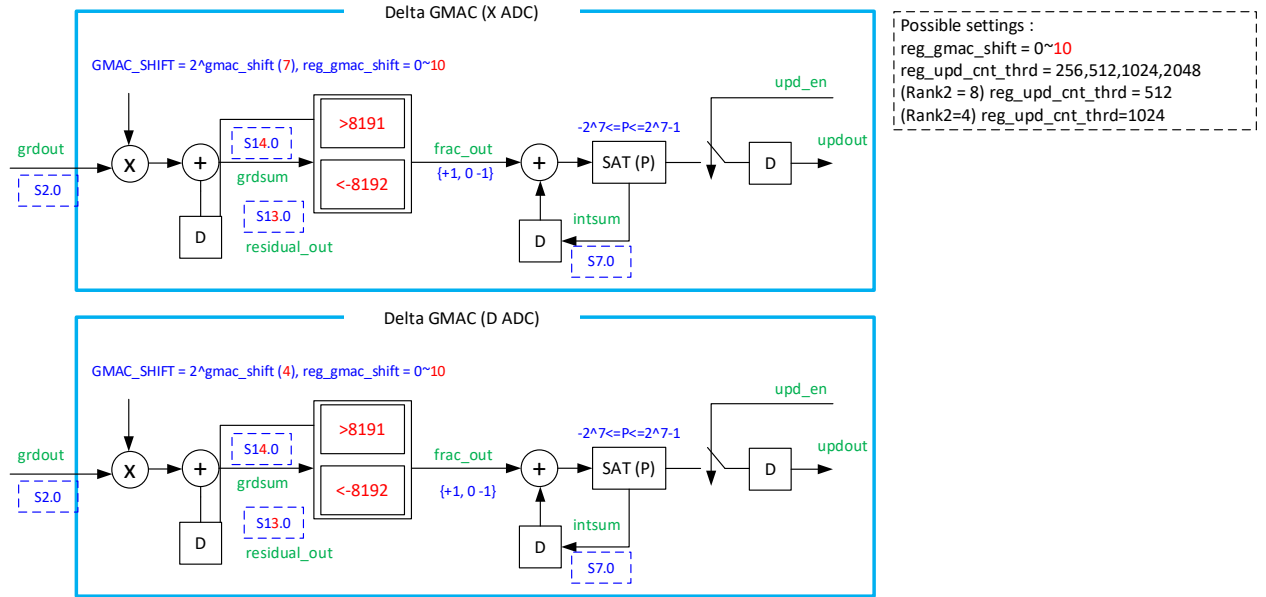 Delta GMAC (X ADC)
GMAC_SHIFT = 2^gmac_shift (7), reg_gmac_shift = 0~10
grdout
S2.0
X
+
D
S14.0
grdsum
S13.0
residual_out
>8191
<-8192
frac_out
{+1, 0 -1}
+
D
-2^7<=P<=2^7-1
SAT (P)
intsum
S7.0
upd_en
D
updout
Possible settings :
reg_gmac_shift = 0~10
reg_upd_cnt_thrd = 256,512,1024,2048
(Rank2 = 8) reg_upd_cnt_thrd = 512
(Rank2=4) reg_upd_cnt_thrd=1024
Delta GMAC (D ADC)
GMAC_SHIFT = 2^gmac_shift (4), reg_gmac_shift = 0~10
grdout
S2.0
X
+
D
S14.0
grdsum
S13.0
residual_out
>8191
<-8192
frac_out
{+1, 0 -1}
+
D
-2^7<=P<=2^7-1
SAT (P)
intsum
S7.0
upd_en
D
updout